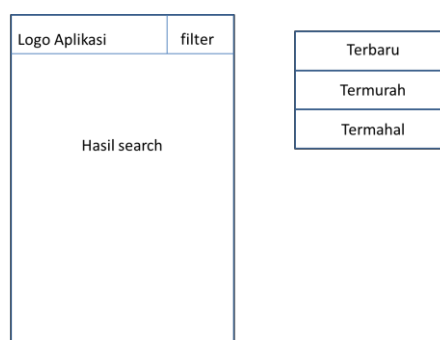 Logo Aplikasi
filter
Hasil search
Terbaru
Termurah
Termahal